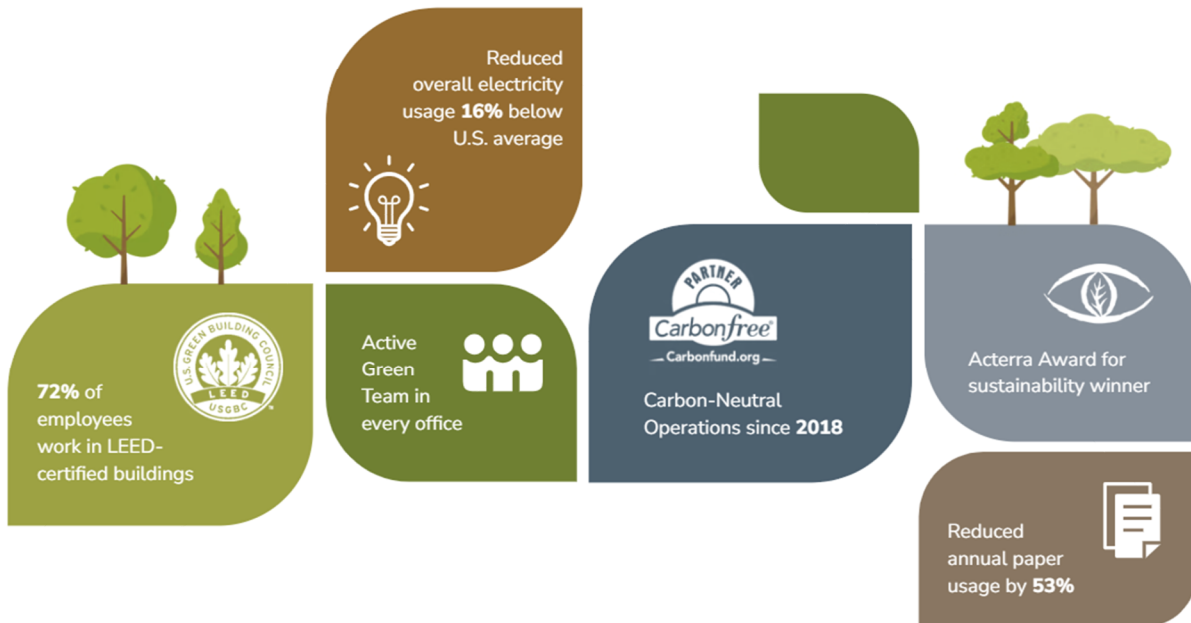 Reduced
overall electricity
usage 16% below
U.S. average
U.S. GREEN BUILDING COUNCIL
LEED
USGBC
72% of
employees
work in LEED-
certified buildings
Active
Green
Team in
every office
PARTNER
Carbonfree®
Carbonfund.org
Carbon-Neutral
Operations since 2018
Acterra Award for
sustainability winner
Reduced
annual paper
usage by 53%